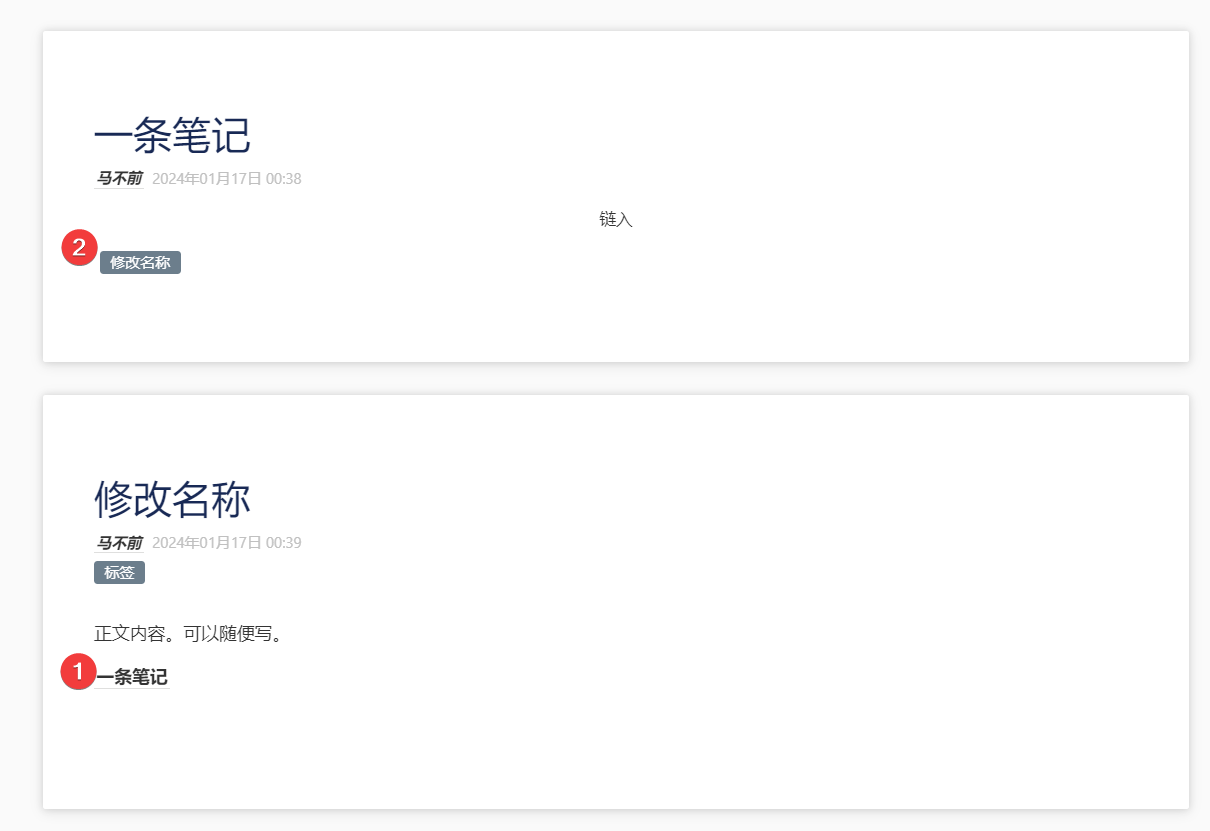 一条笔记
马不前 2024年01月17日 00:38
链入
2
修改名称
修改名称
马不前 2024年01月17日 00:39
标签
正文内容。可以随便写。
1 一条笔记